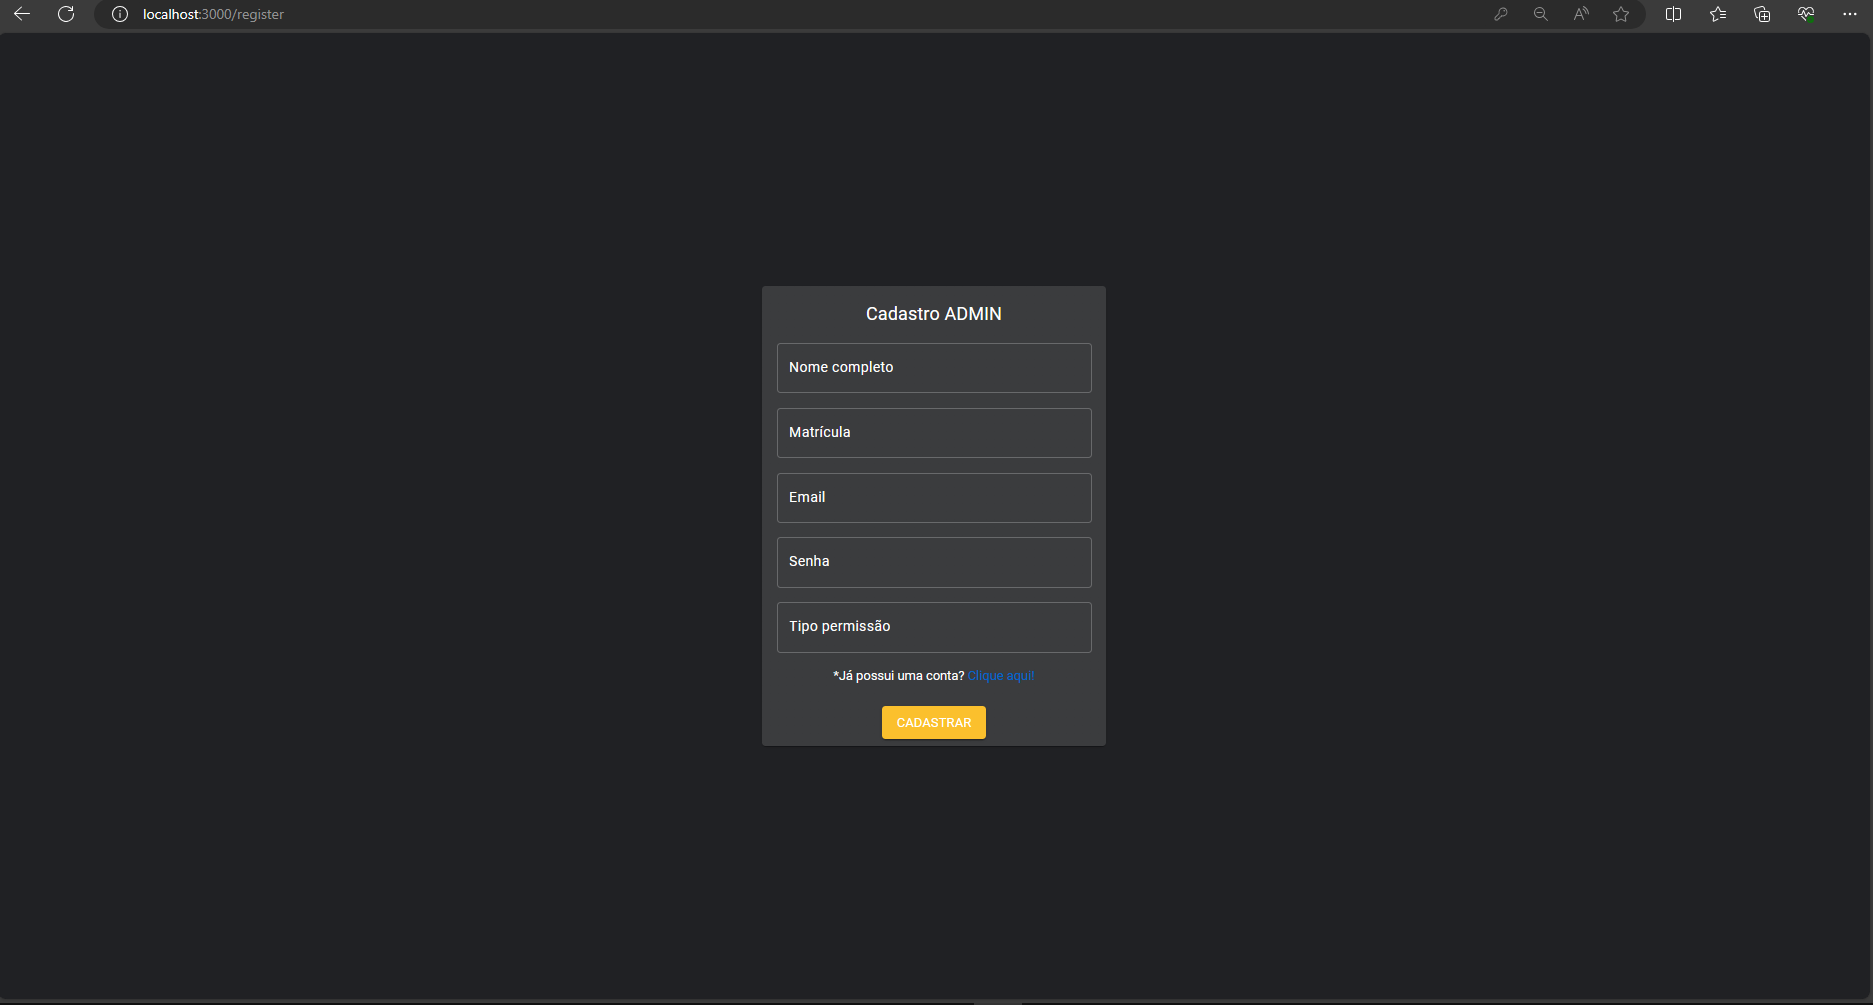 localhost:3000/register
Cadastro ADMIN
Nome completo
Matrícula
Email
Senha
Tipo permissão
*Já possui uma conta? Clique aqui!
CADASTRAR